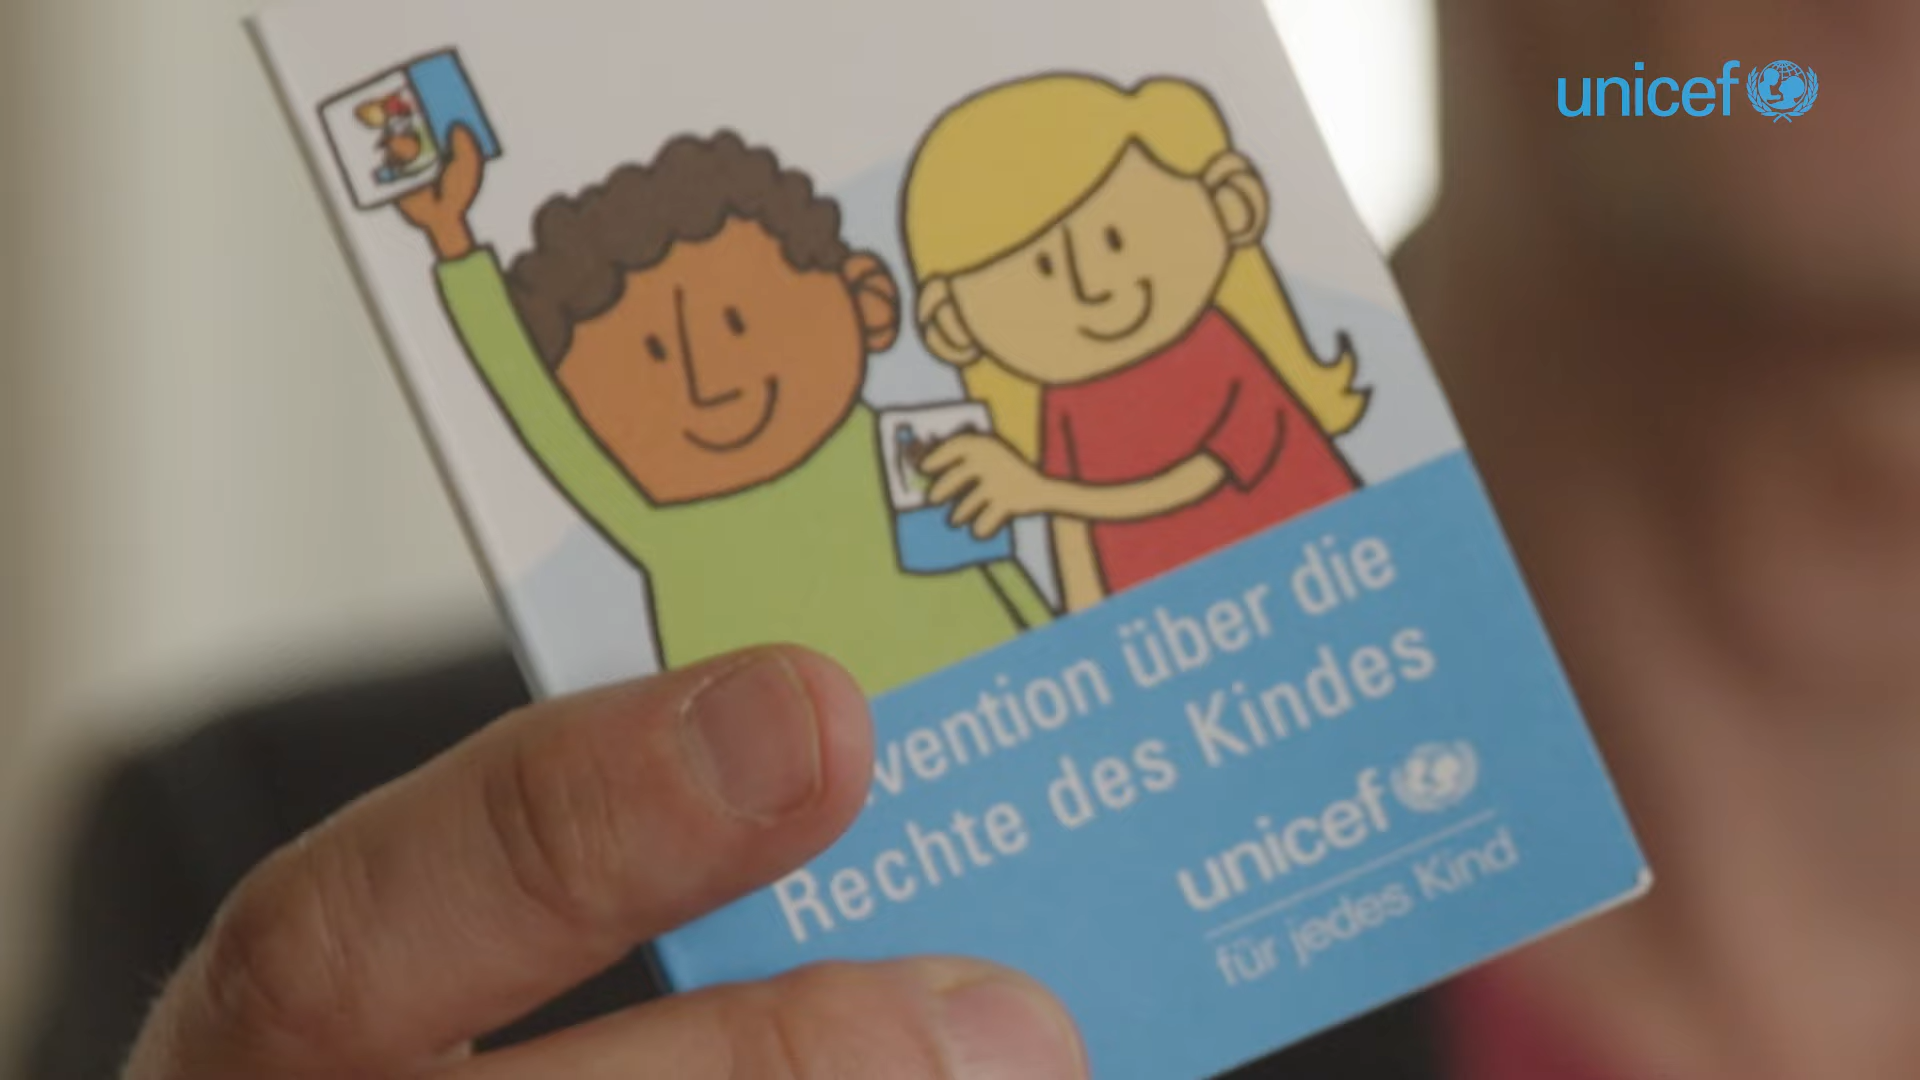 unicef
vention über die
Rechte des Kindes
unicef
für jedes Kind